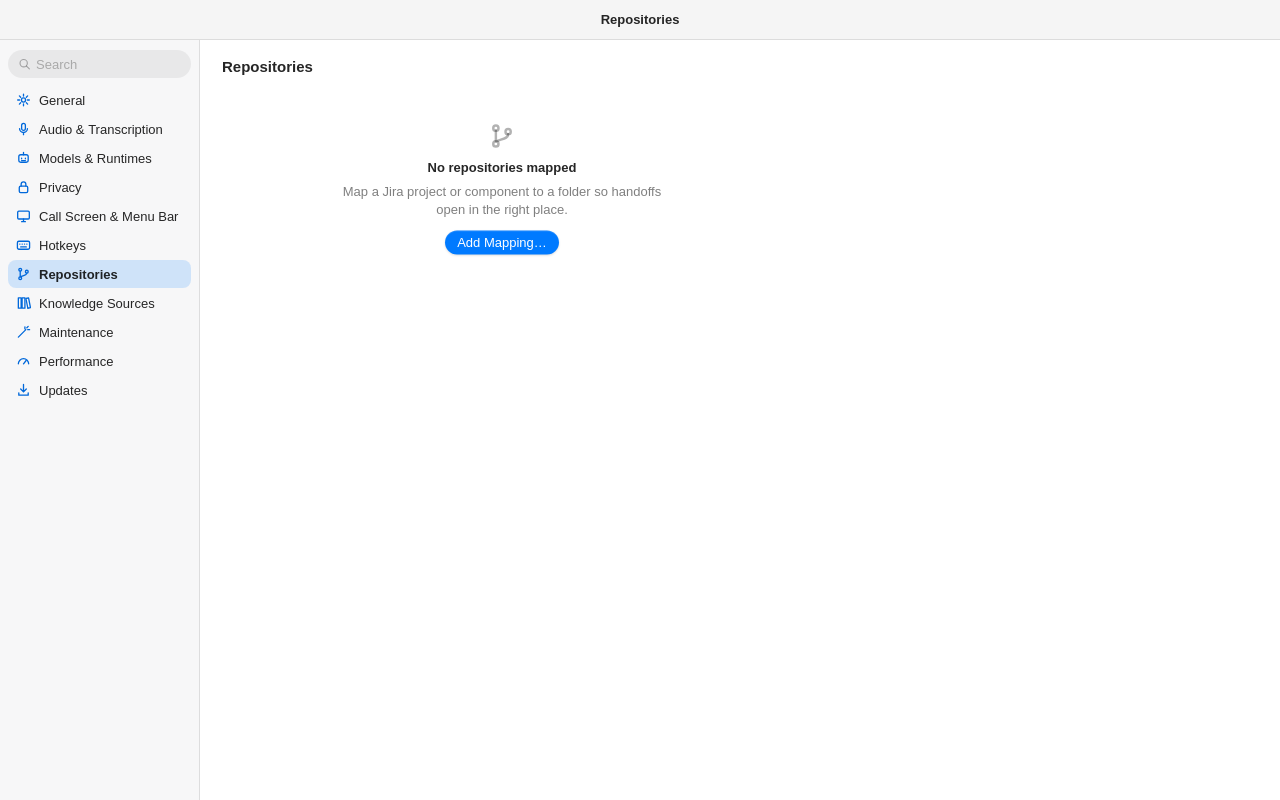 Repositories
Search
General
Audio & Transcription
Models & Runtimes
Privacy
Call Screen & Menu Bar
Hotkeys
Repositories
Knowledge Sources
Maintenance
Performance
Updates
Repositories
No repositories mapped
Map a Jira project or component to a folder so handoffs
open in the right place.
Add Mapping…